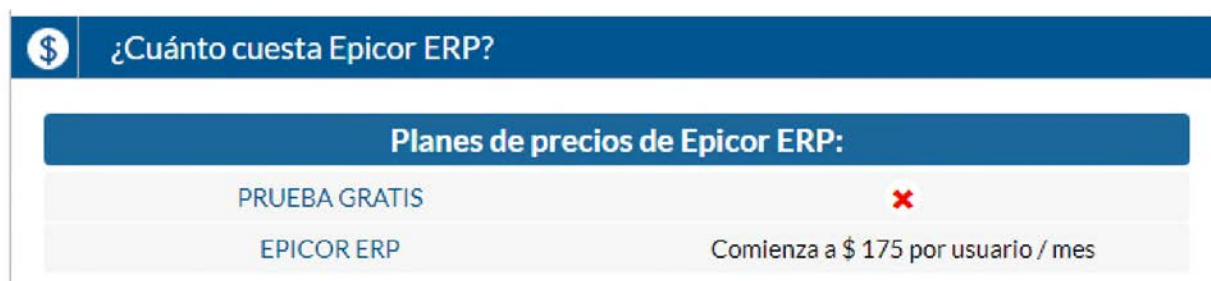 $ ¿Cuánto cuesta Epicor ERP?
Planes de precios de Epicor ERP:
PRUEBA GRATIS
EPICOR ERP Comienza a $ 175 por usuario / mes